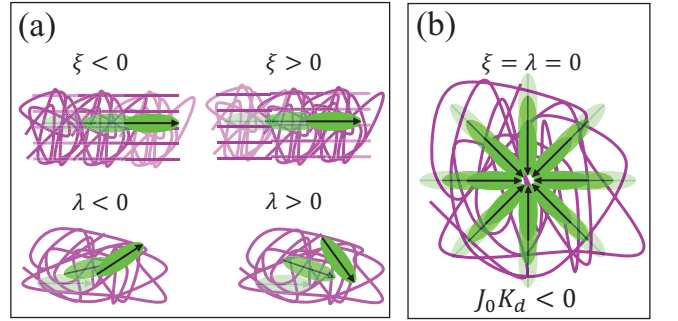 (a)
ξ < 0
ξ > 0
λ < 0
λ > 0
(b)
ξ = λ = 0
J₀K_d < 0